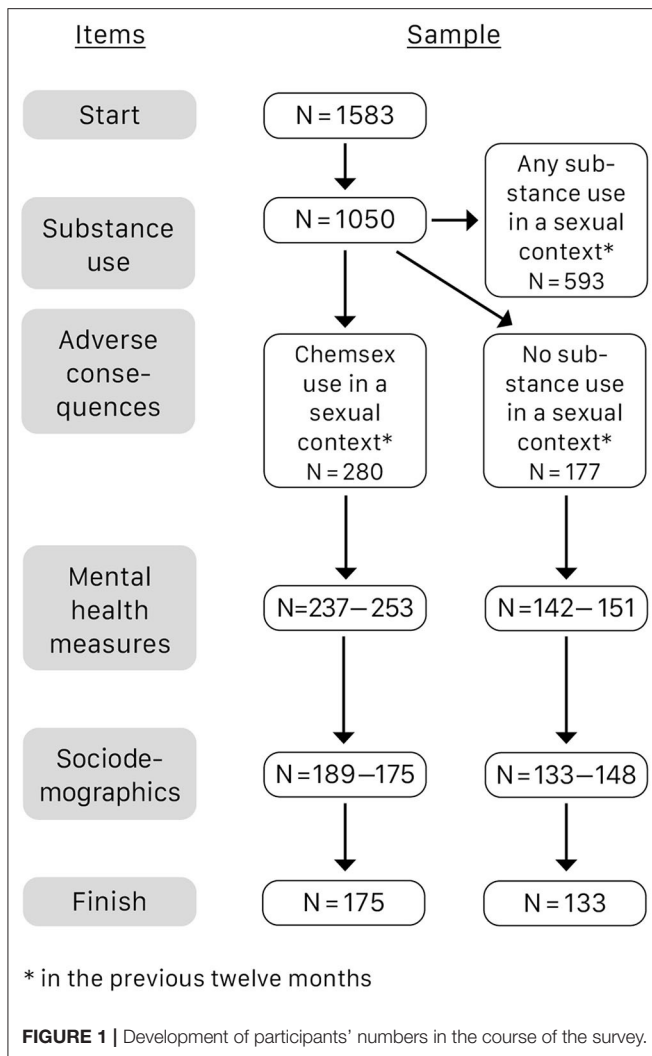 Items
Sample
Start
N = 1583
Substance
use
N = 1050
Any sub-
stance use
in a sexual
context*
N = 593
Adverse
conse-
quences
Chemsex
use in a
sexual
context*
N = 280
No sub-
stance use
in a sexual
context*
N = 177
Mental
health
measures
N=237–253
N=142–151
Sociode-
mographics
N=189–175
N=133–148
Finish
N = 175
N = 133
* in the previous twelve months
FIGURE 1 | Development of participants' numbers in the course of the survey.